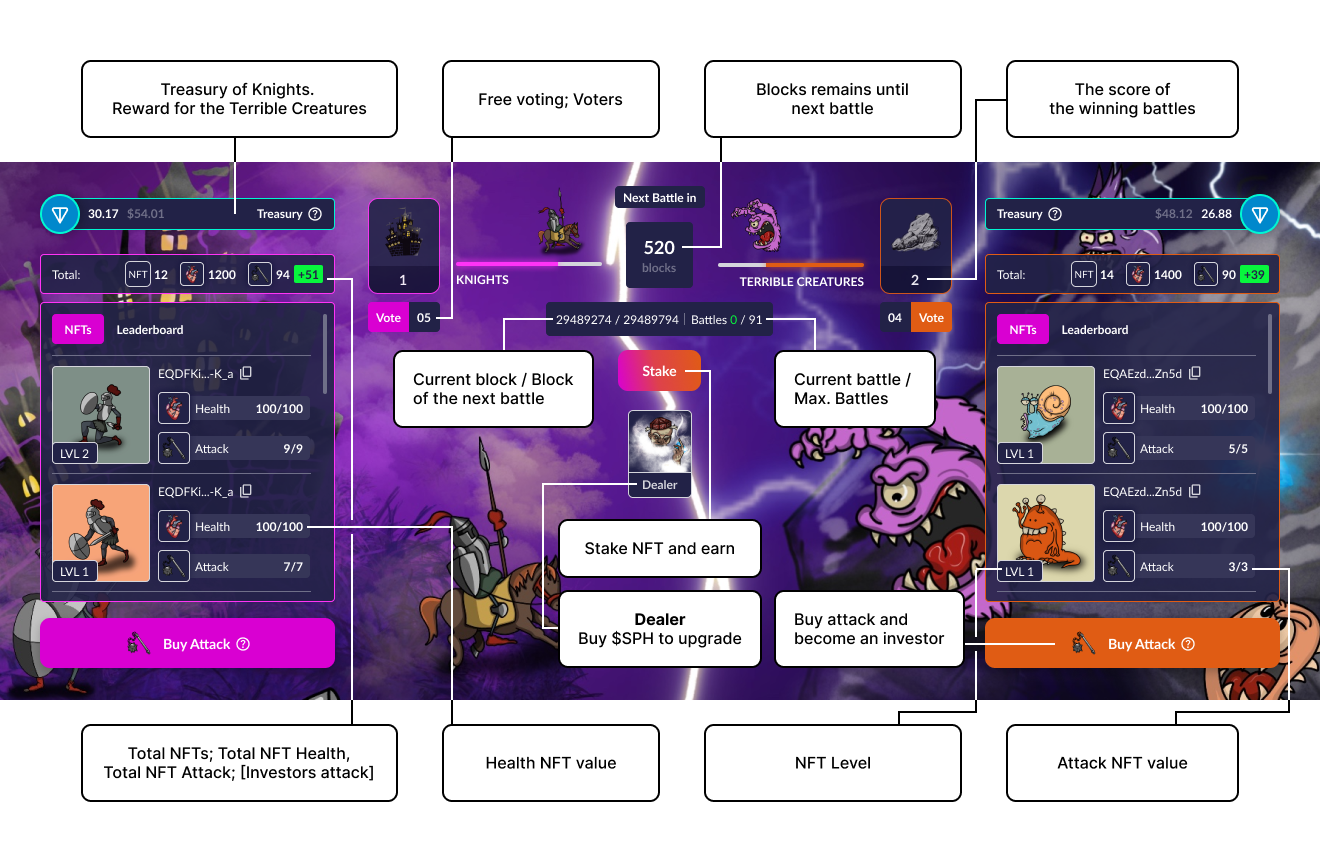 Treasury of Knights.
Reward for the Terrible Creatures
Free voting; Voters
Blocks remains until
next battle
The score of
the winning battles
30.17 $54.01 Treasury ?
Next Battle in
Treasury ? $48.12 26.88
520
blocks
Total: NFT 12 1200 94 +51
1
KNIGHTS
TERRIBLE CREATURES
2
Total: NFT 14 1400 90 +39
Vote 05
29489274 / 29489794 | Battles 0 / 91
04 Vote
NFTs Leaderboard
NFTs Leaderboard
Current block / Block
of the next battle
Stake
Current battle /
Max. Battles
EQDFKi...-K_a
Health 100/100
Attack 9/9
LVL 2
EQAEzd...Zn5d
Health 100/100
Attack 5/5
LVL 1
Dealer
EQDFKi...-K_a
Health 100/100
Attack 7/7
LVL 1
EQAEzd...Zn5d
Health 100/100
Attack 3/3
LVL 1
Stake NFT and earn
Dealer
Buy $SPH to upgrade
Buy attack and
become an investor
Buy Attack ?
Buy Attack ?
Total NFTs; Total NFT Health,
Total NFT Attack; [Investors attack]
Health NFT value
NFT Level
Attack NFT value